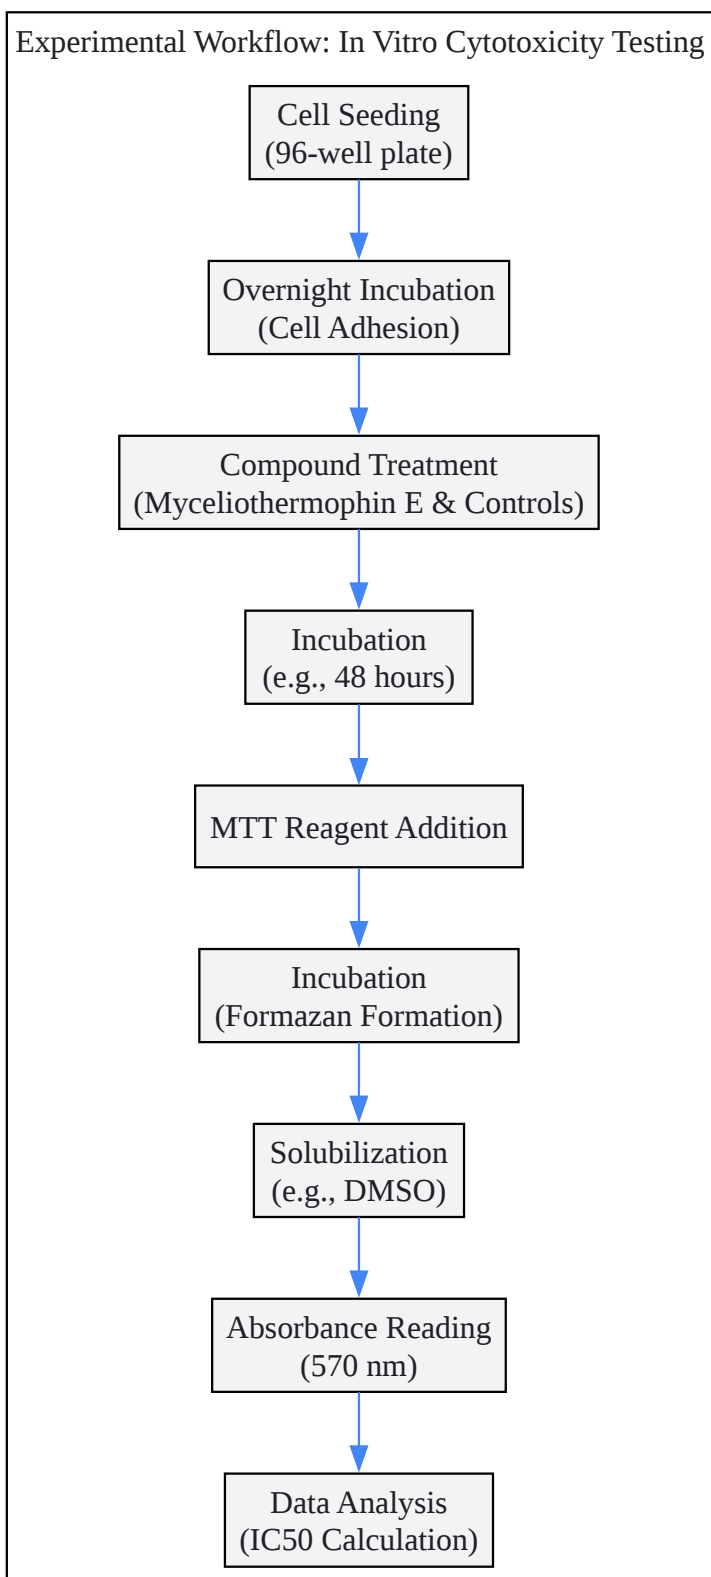 Experimental Workflow: In Vitro Cytotoxicity Testing
Cell Seeding
(96-well plate)
Overnight Incubation
(Cell Adhesion)
Compound Treatment
(Myceliothermophin E & Controls)
Incubation
(e.g., 48 hours)
MTT Reagent Addition
Incubation
(Formazan Formation)
Solubilization
(e.g., DMSO)
Absorbance Reading
(570 nm)
Data Analysis
(IC50 Calculation)